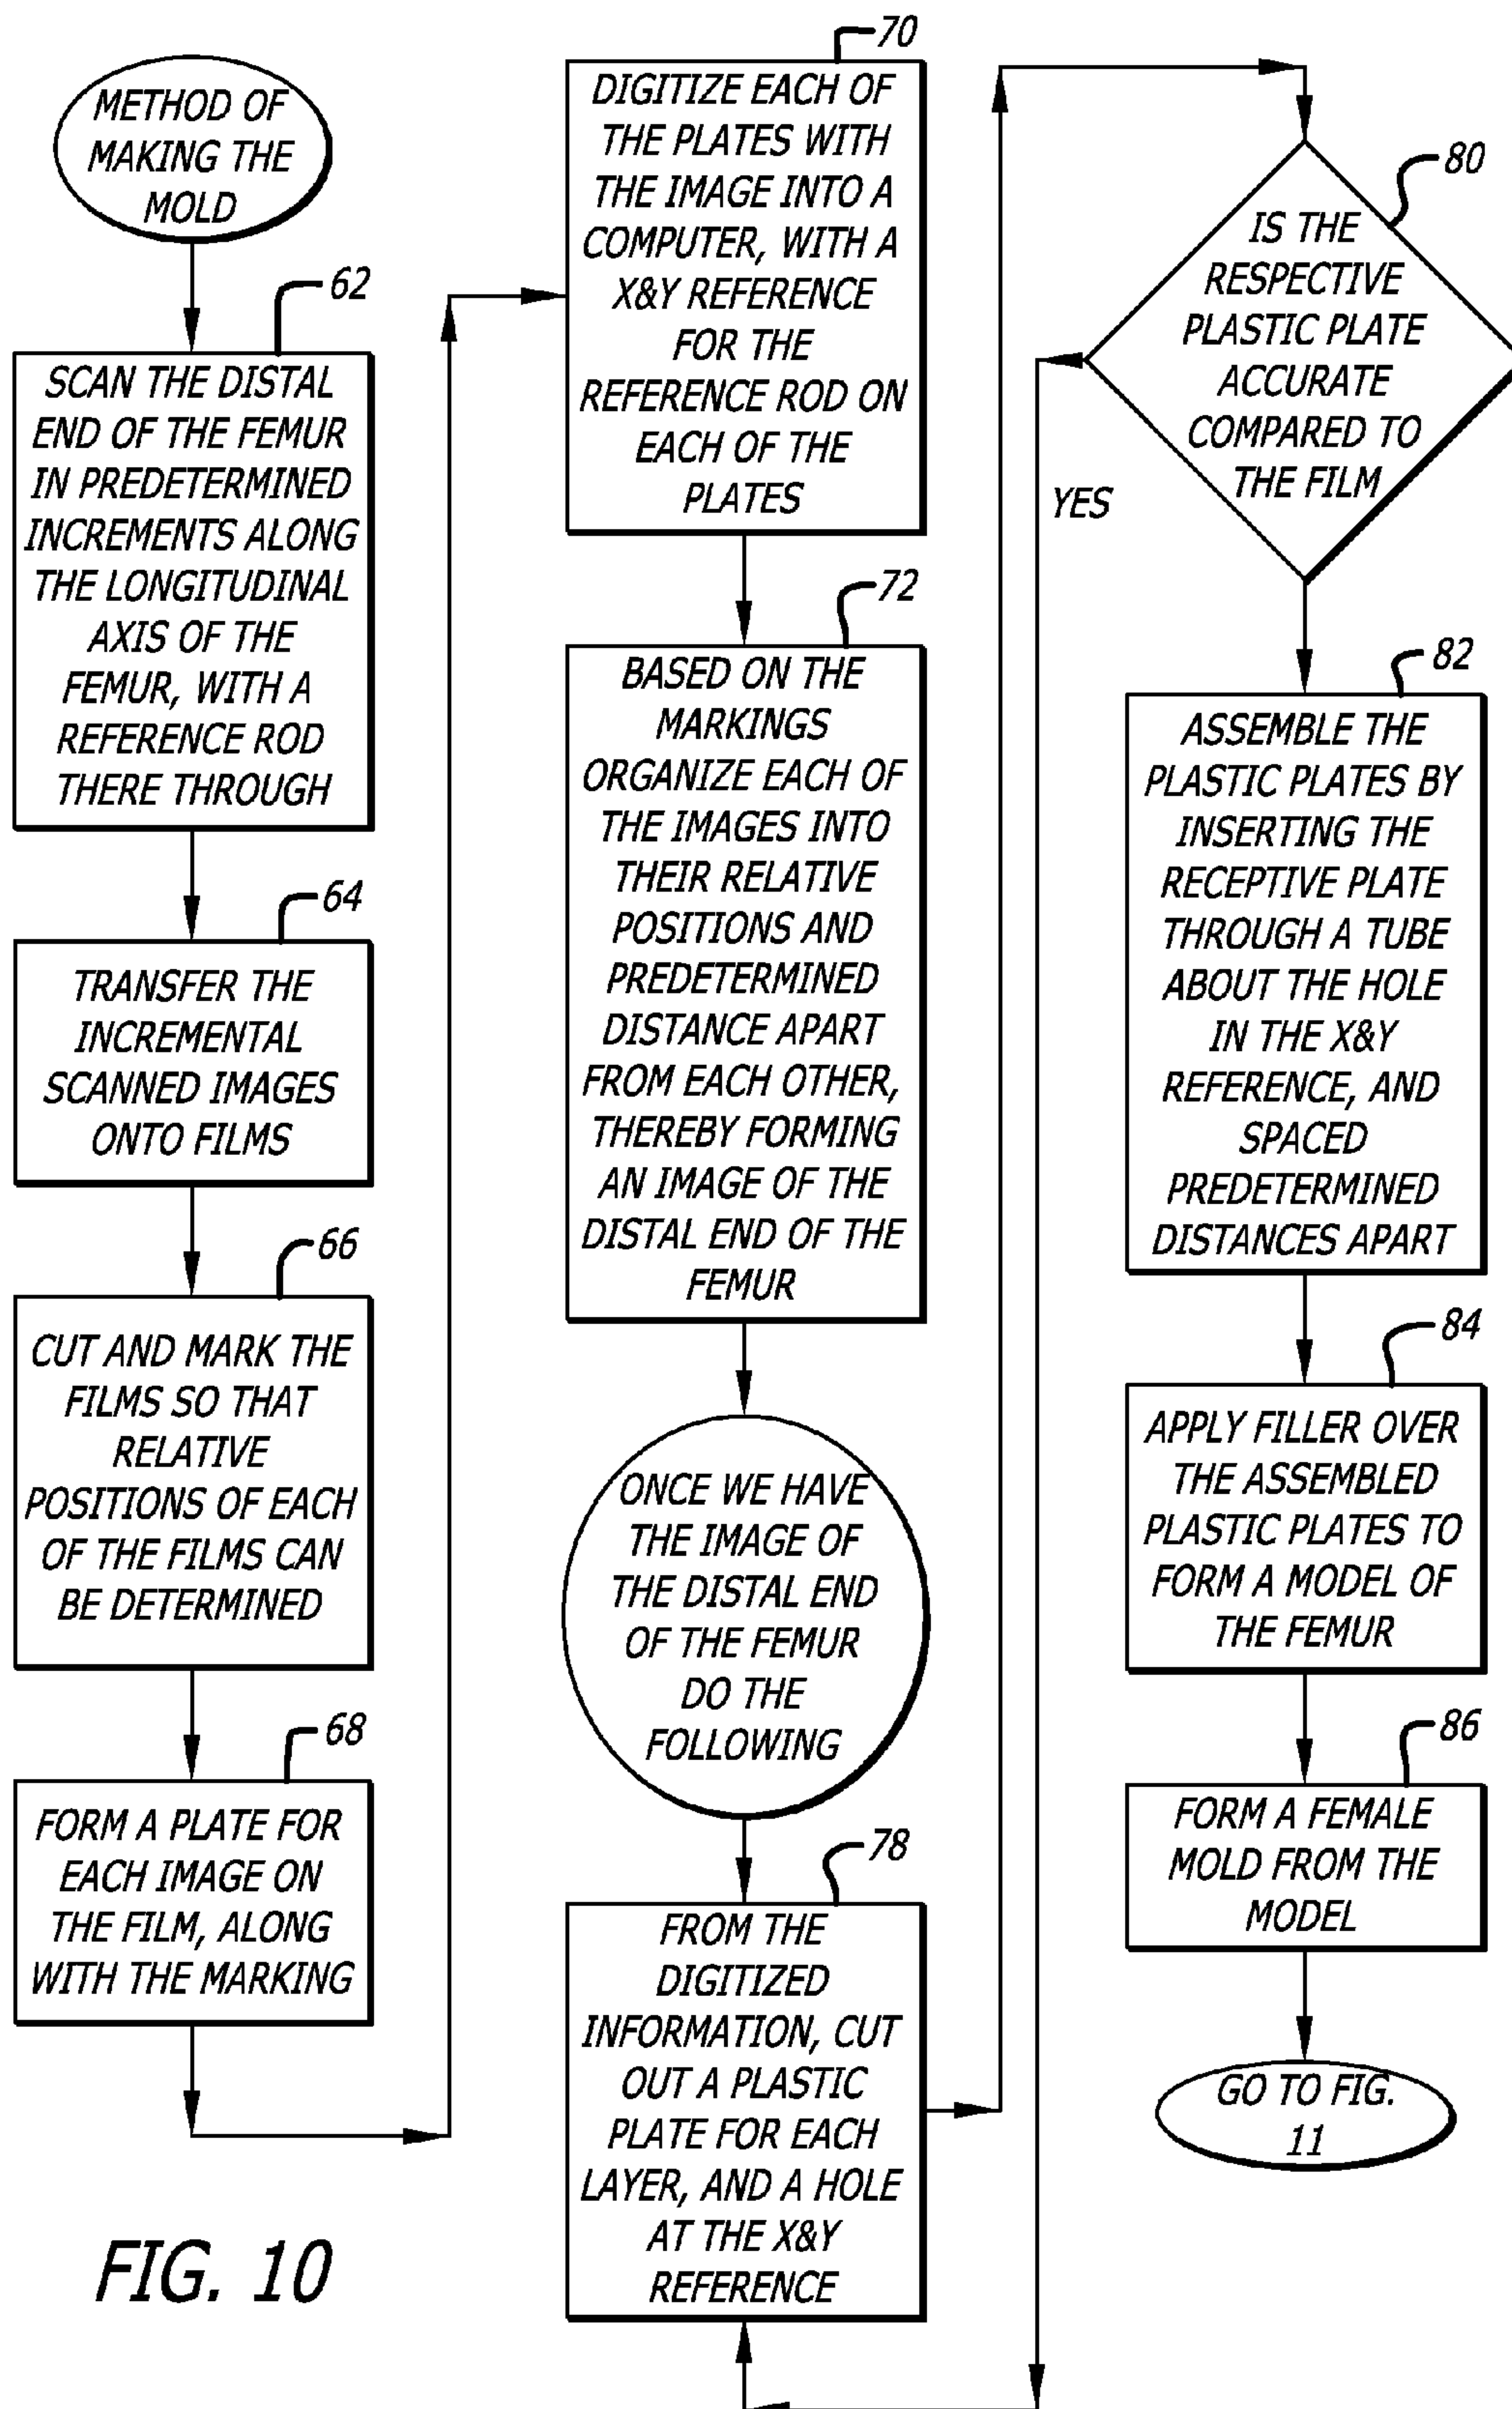 METHOD OF
MAKING THE
MOLD
62
SCAN THE DISTAL
END OF THE FEMUR
IN PREDETERMINED
INCREMENTS ALONG
THE LONGITUDINAL
AXIS OF THE
FEMUR, WITH A
REFERENCE ROD
THERE THROUGH
64
TRANSFER THE
INCREMENTAL
SCANNED IMAGES
ONTO FILMS
66
CUT AND MARK THE
FILMS SO THAT
RELATIVE
POSITIONS OF EACH
OF THE FILMS CAN
BE DETERMINED
68
FORM A PLATE FOR
EACH IMAGE ON
THE FILM, ALONG
WITH THE MARKING
70
DIGITIZE EACH OF
THE PLATES WITH
THE IMAGE INTO A
COMPUTER, WITH A
X&Y REFERENCE
FOR THE
REFERENCE ROD ON
EACH OF THE
PLATES
72
BASED ON THE
MARKINGS
ORGANIZE EACH OF
THE IMAGES INTO
THEIR RELATIVE
POSITIONS AND
PREDETERMINED
DISTANCE APART
FROM EACH OTHER,
THEREBY FORMING
AN IMAGE OF THE
DISTAL END OF THE
FEMUR
ONCE WE HAVE
THE IMAGE OF
THE DISTAL END
OF THE FEMUR
DO THE
FOLLOWING
78
FROM THE
DIGITIZED
INFORMATION, CUT
OUT A PLASTIC
PLATE FOR EACH
LAYER, AND A HOLE
AT THE X&Y
REFERENCE
80
IS THE
RESPECTIVE
PLASTIC PLATE
ACCURATE
COMPARED TO
THE FILM
YES
82
ASSEMBLE THE
PLASTIC PLATES BY
INSERTING THE
RECEPTIVE PLATE
THROUGH A TUBE
ABOUT THE HOLE
IN THE X&Y
REFERENCE, AND
SPACED
PREDETERMINED
DISTANCES APART
84
APPLY FILLER OVER
THE ASSEMBLED
PLASTIC PLATES TO
FORM A MODEL OF
THE FEMUR
86
FORM A FEMALE
MOLD FROM THE
MODEL
GO TO FIG.
11
FIG. 10